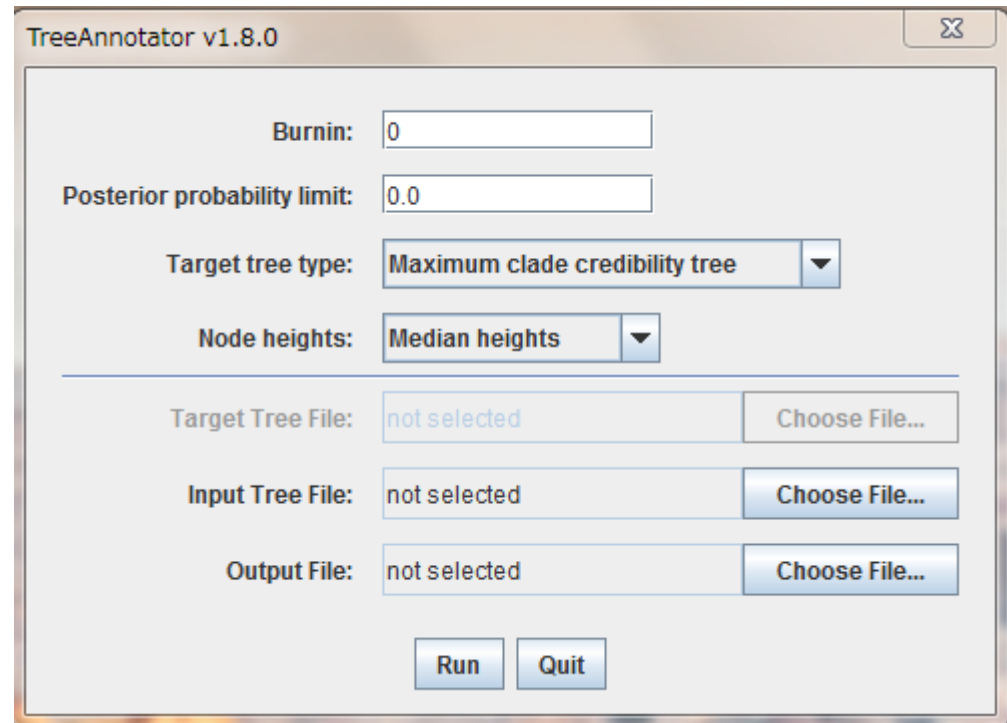 TreeAnnotator v1.8.0
Burnin: 0
Posterior probability limit: 0.0
Target tree type: Maximum clade credibility tree
Node heights: Median heights
Target Tree File: not selected Choose File...
Input Tree File: not selected Choose File...
Output File: not selected Choose File...
Run Quit